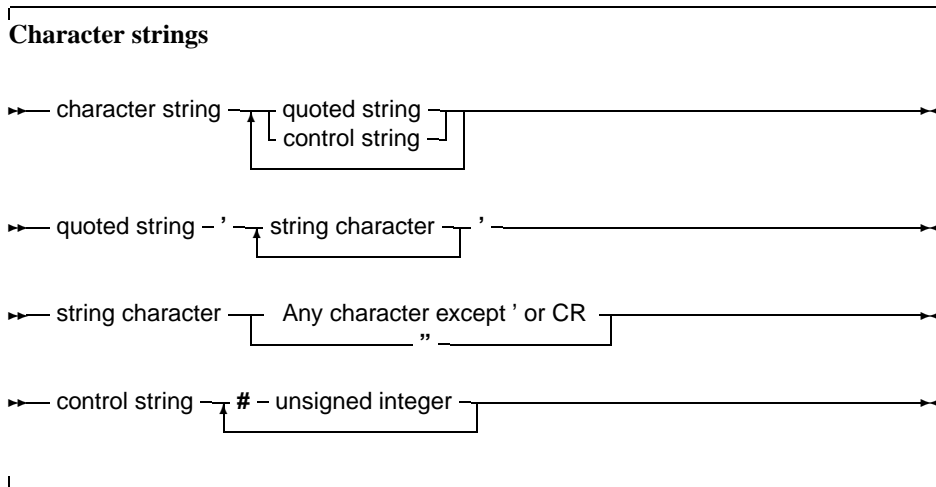 Character strings
character string quoted string
control string
quoted string ’ string character ’
string character Any character except ’ or CR
”
control string # unsigned integer